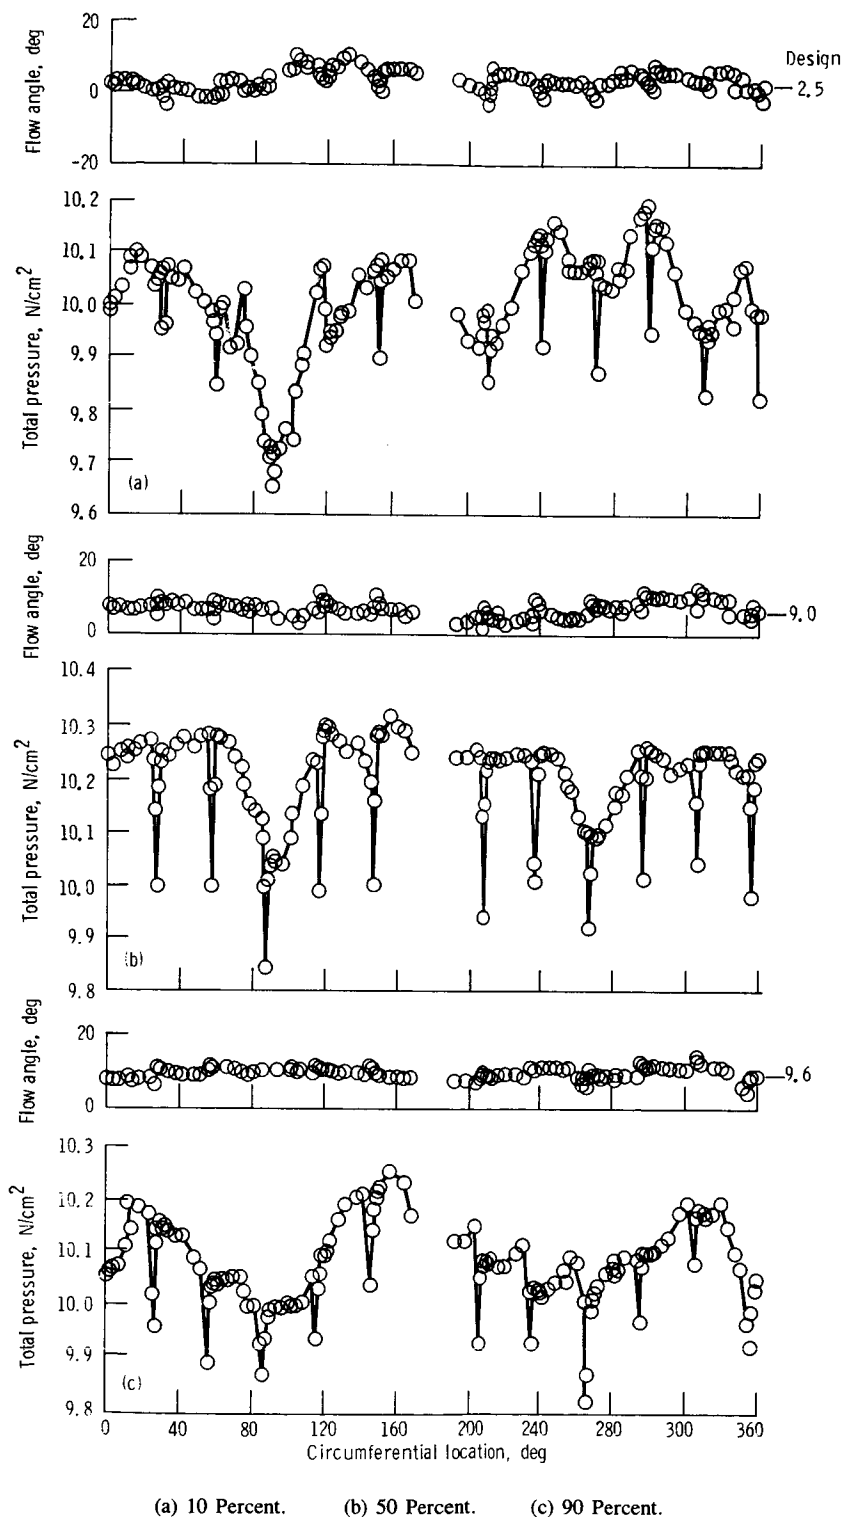 20
0
-20
Flow angle, deg
Design
2.5
10.2
10.1
10.0
9.9
9.8
9.7
9.6
Total pressure, N/cm²
(a)
20
0
Flow angle, deg
9.0
10.4
10.3
10.2
10.1
10.0
9.9
9.8
Total pressure, N/cm²
(b)
20
0
Flow angle, deg
9.6
10.3
10.2
10.1
10.0
9.9
9.8
Total pressure, N/cm²
(c)
0 40 80 120 160 200 240 280 300 360
Circumferential location, deg
(a) 10 Percent. (b) 50 Percent. (c) 90 Percent.